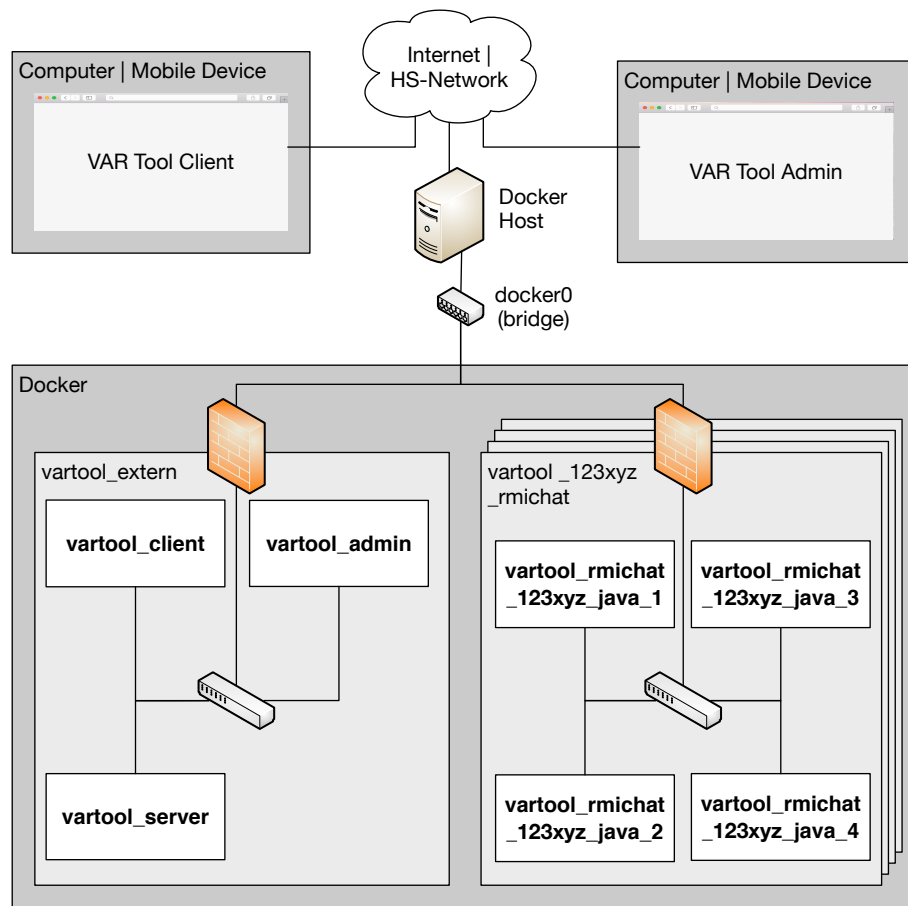 Internet |
HS-Network
Computer | Mobile Device
VAR Tool Client
Computer | Mobile Device
VAR Tool Admin
Docker
Host
docker0
(bridge)
Docker
vartool_extern
vartool_client
vartool_admin
vartool_server
vartool _123xyz
_rmichat
vartool_rmichat
_123xyz_java_1
vartool_rmichat
_123xyz_java_3
vartool_rmichat
_123xyz_java_2
vartool_rmichat
_123xyz_java_4